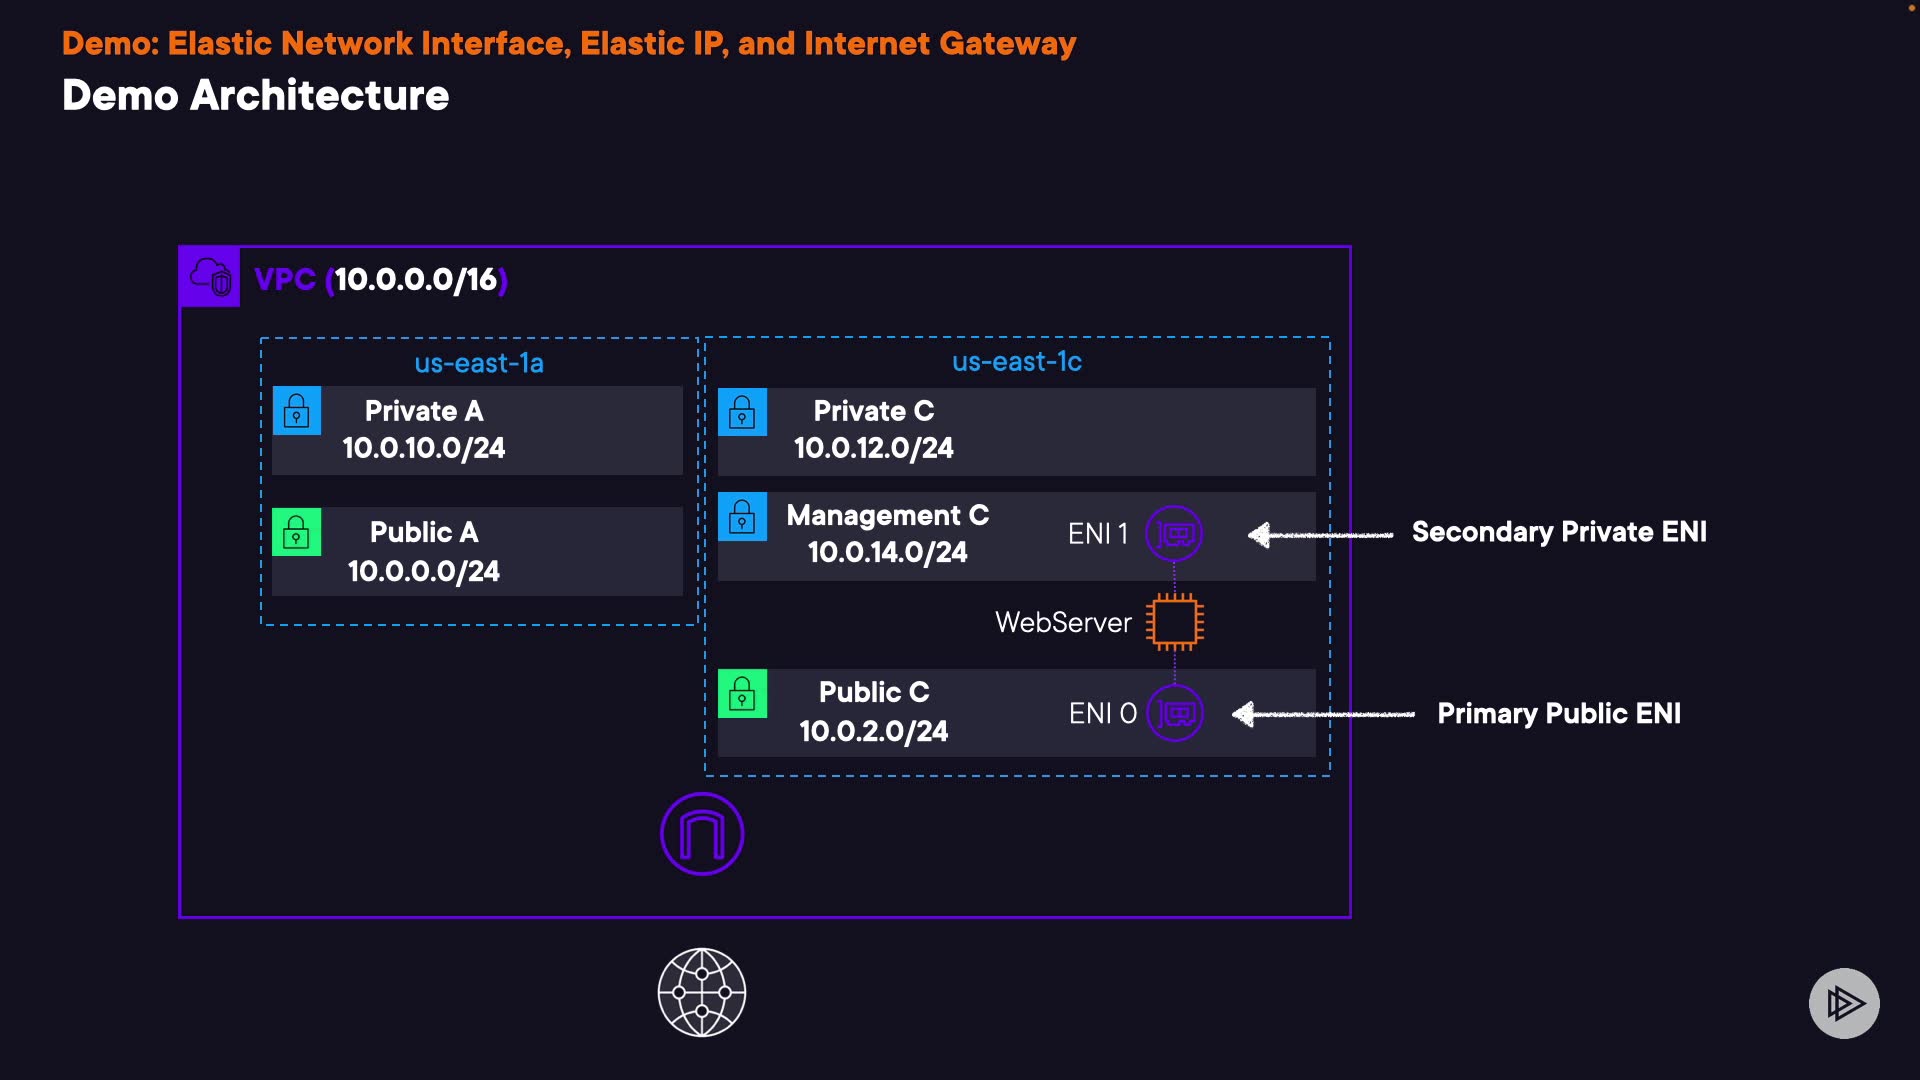 Demo: Elastic Network Interface, Elastic IP, and Internet Gateway
Demo Architecture
VPC (10.0.0.0/16)
us-east-1a
Private A
10.0.10.0/24
Public A
10.0.0.0/24
us-east-1c
Private C
10.0.12.0/24
Management C
10.0.14.0/24
ENI 1
Secondary Private ENI
WebServer
Public C
10.0.2.0/24
ENI 0
Primary Public ENI